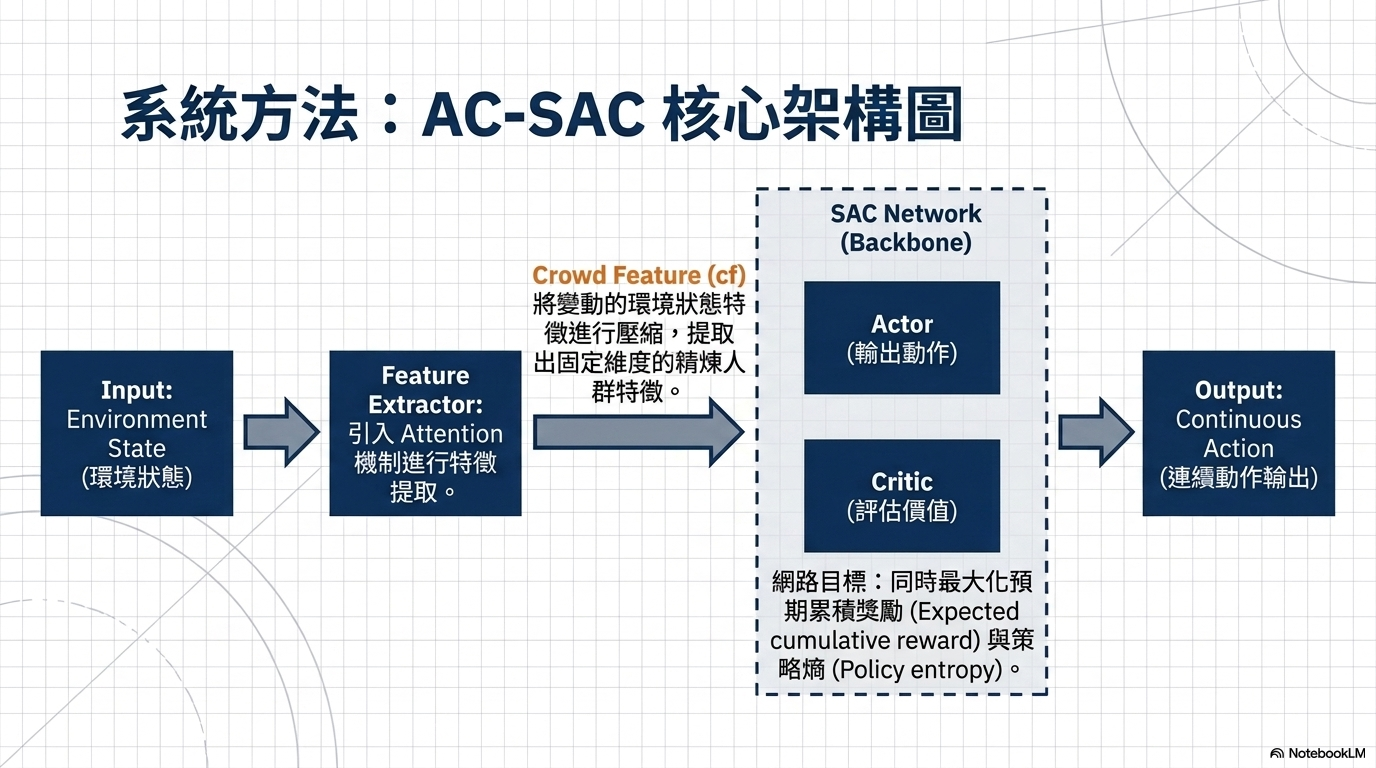 系統方法：AC-SAC 核心架構圖
Input:
Environment
State
(環境狀態)
Feature
Extractor:
引入 Attention
機制進行特徵
提取。
Crowd Feature (cf)
將變動的環境狀態特
徵進行壓縮，提取
出固定維度的精煉人
群特徵。
SAC Network
(Backbone)
Actor
(輸出動作)
Critic
(評估價值)
網路目標：同時最大化預
期累積獎勵 (Expected
cumulative reward) 與策
略熵 (Policy entropy)。
Output:
Continuous
Action
(連續動作輸出)
NotebookLM